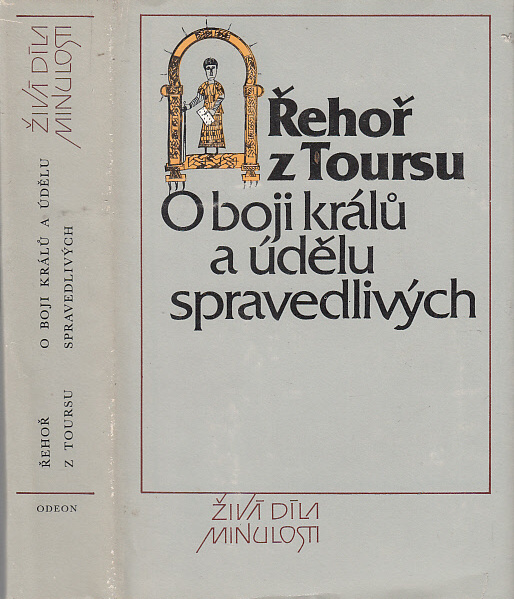 ŽIVÁ DÍLA
MINULOSTI
O BOJI KRÁLŮ A ÚDĚLU
SPRAVEDLIVÝCH
ŘEHOŘ
Z TOURSU
ODEON
Řehoř
z Toursu
O boji králů
a údělu
spravedlivých
ŽIVÁ DÍLA
MINULOSTI